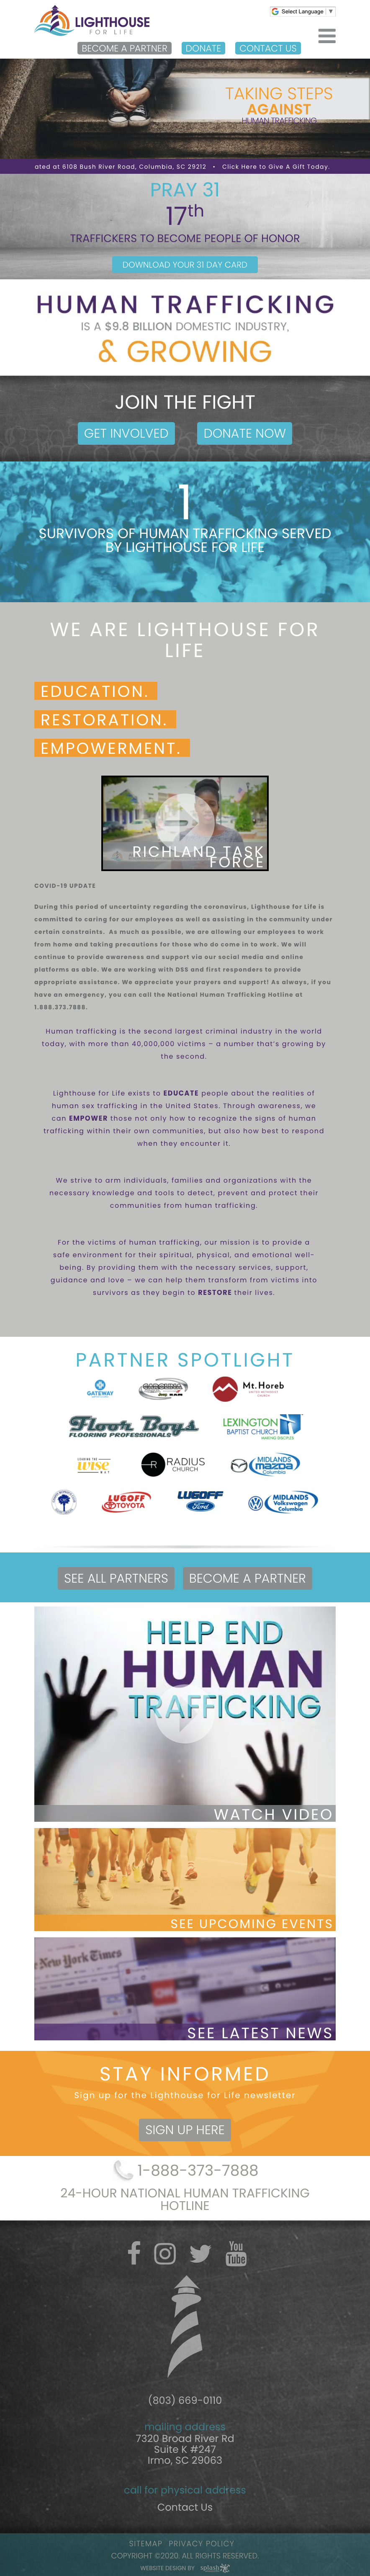 LIGHTHOUSE
FOR LIFE
Select Language ▼
BECOME A PARTNER
DONATE
CONTACT US
TAKING STEPS
AGAINST
HUMAN TRAFFICKING
ated at 6108 Bush River Road, Columbia, SC 29212 • Click Here to Give A Gift Today.
PRAY 31
17th
TRAFFICKERS TO BECOME PEOPLE OF HONOR
DOWNLOAD YOUR 31 DAY CARD
HUMAN TRAFFICKING
IS A $9.8 BILLION DOMESTIC INDUSTRY,
& GROWING
JOIN THE FIGHT
GET INVOLVED
DONATE NOW
1
SURVIVORS OF HUMAN TRAFFICKING SERVED
BY LIGHTHOUSE FOR LIFE
WE ARE LIGHTHOUSE FOR
LIFE
EDUCATION.
RESTORATION.
EMPOWERMENT.
RICHLAND TASK
FORCE
COVID-19 UPDATE
During this period of uncertainty regarding the coronavirus, Lighthouse for Life is
committed to caring for our employees as well as assisting in the community under
certain constraints. As much as possible, we are allowing our employees to work
from home and taking precautions for those who do come in to work. We will
continue to provide awareness and support via our social media and online
platforms as able. We are working with DSS and first responders to provide
appropriate assistance. We appreciate your prayers and support! As always, if you
have an emergency, you can call the National Human Trafficking Hotline at
1.888.373.7888.
Human trafficking is the second largest criminal industry in the world
today, with more than 40,000,000 victims – a number that's growing by
the second.
Lighthouse for Life exists to EDUCATE people about the realities of
human sex trafficking in the United States. Through awareness, we
can EMPOWER those not only how to recognize the signs of human
trafficking within their own communities, but also how best to respond
when they encounter it.
We strive to arm individuals, families and organizations with the
necessary knowledge and tools to detect, prevent and protect their
communities from human trafficking.
For the victims of human trafficking, our mission is to provide a
safe environment for their spiritual, physical, and emotional well-
being. By providing them with the necessary services, support,
guidance and love – we can help them transform from victims into
survivors as they begin to RESTORE their lives.
PARTNER SPOTLIGHT
GATEWAY
Mt. Horeb
Floor Boys
FLOORING PROFESSIONALS
LEXINGTON
BAPTIST CHURCH
MAKING DISCIPLES
wise
R RADIUS
CHURCH
MIDLANDS
mazda
Columbia
LUGOFF
TOYOTA
LUGOFF
Ford
MIDLANDS
Volkswagen
Columbia
SEE ALL PARTNERS
BECOME A PARTNER
HELP END
HUMAN
TRAFFICKING
WATCH VIDEO
SEE UPCOMING EVENTS
New York Times
SEE LATEST NEWS
STAY INFORMED
Sign up for the Lighthouse for Life newsletter
SIGN UP HERE
1-888-373-7888
24-HOUR NATIONAL HUMAN TRAFFICKING
HOTLINE
You
Tube
(803) 669-0110
mailing address
7320 Broad River Rd
Suite K #247
Irmo, SC 29063
call for physical address
Contact Us
SITEMAP PRIVACY POLICY
COPYRIGHT ©2020. ALL RIGHTS RESERVED.
WEBSITE DESIGN BY splash